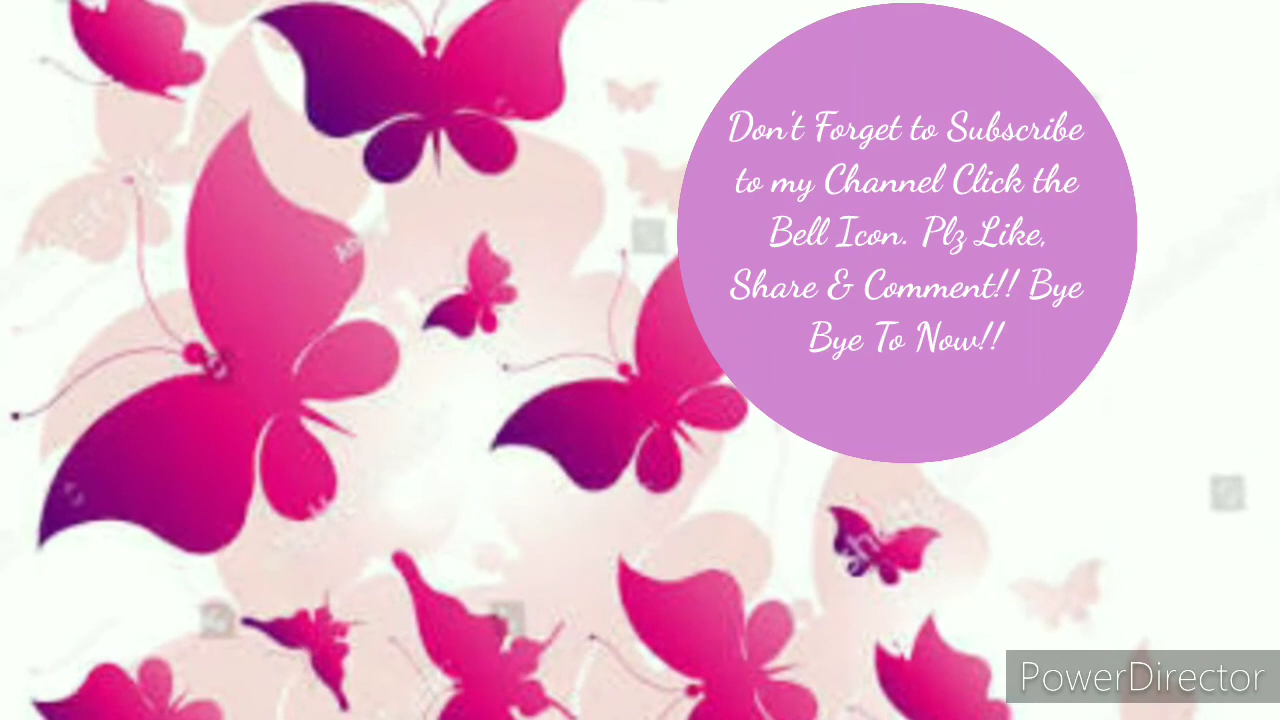 Don't Forget to Subscribe
to my Channel Click the
Bell Icon. Plz Like,
Share & Comment!! Bye
Bye To Now!!
PowerDirector